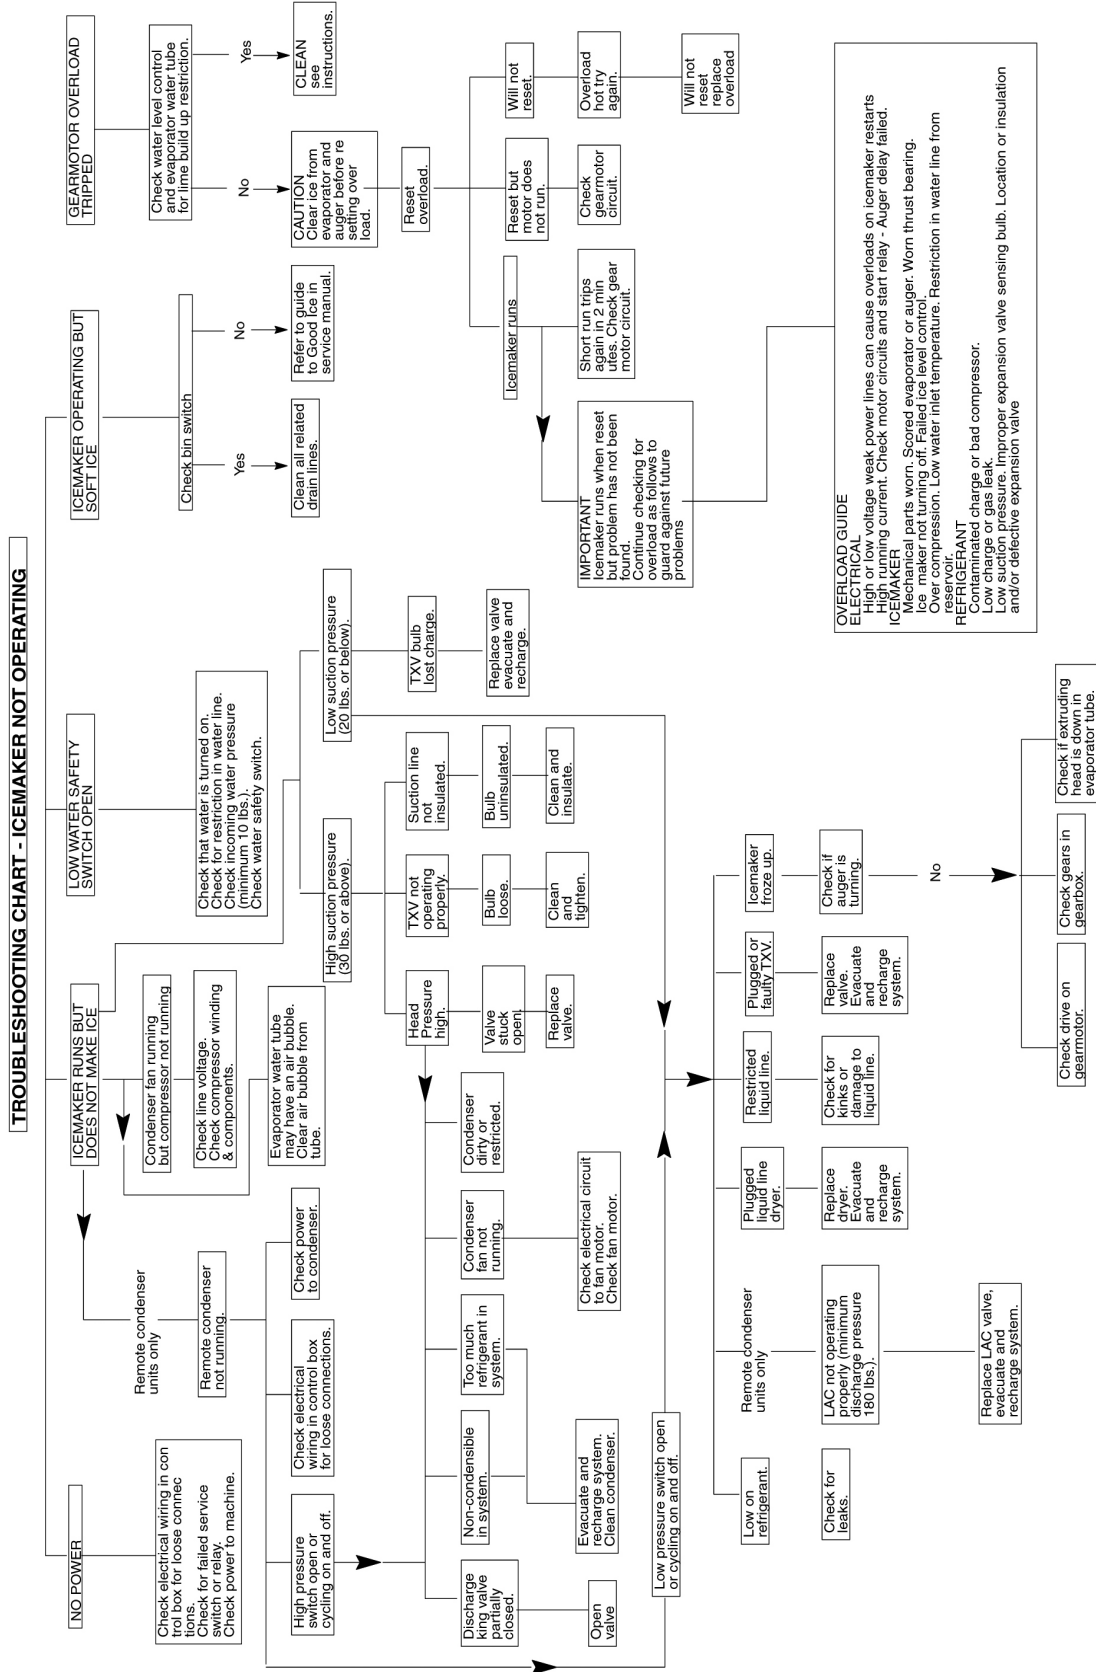 TROUBLESHOOTING CHART - ICEMAKER NOT OPERATING
NO POWER
Check electrical wiring in con
trol box for loose connec
tions.
Check for failed service
switch or relay.
Check power to machine.
ICEMAKER RUNS BUT
DOES NOT MAKE ICE
Remote condenser
units only
Remote condenser
not running.
High pressure
switch open or
cycling on and off.
Check electrical
wiring in control box
for loose connections.
Check power
to condenser.
Condenser fan running
but compressor not running
Check line voltage.
Check compressor winding
& components.
Evaporator water tube
may have an air bubble.
Clear air bubble from
tube.
High suction pressure
(30 lbs. or above).
Low suction pressure
(20 lbs. or below).
Head
Pressure
high.
Valve
stuck
open.
Replace
valve.
TXV not
operating
properly.
Bulb
loose.
Clean
and
tighten.
Suction line
not
insulated.
Bulb
uninsulated.
Clean and
insulate.
TXV bulb
lost charge.
Replace valve
evacuate and
recharge.
Discharge
king valve
partially
closed.
Open
valve
Non-condensible
in system.
Too much
refrigerant in
system.
Evacuate and
recharge system.
Clean condenser.
Condenser
fan not
running.
Check electrical circuit
to fan motor.
Check fan motor.
Condenser
dirty or
restricted.
Low pressure switch open
or cycling on and off.
Low on
refrigerant.
Check for
leaks.
Remote condenser
units only
LAC not operating
properly (minimum
discharge pressure
180 lbs.).
Replace LAC valve,
evacuate and
recharge system.
Plugged
liquid line
dryer.
Replace
dryer.
Evacuate
and
recharge
system.
Restricted
liquid line.
Check for
kinks or
damage to
liquid line.
Plugged or
faulty TXV.
Replace
valve.
Evacuate
and
recharge
system.
Icemaker
froze up.
Check if
auger is
turning.
No
Check drive on
gearmotor.
Check gears in
gearbox.
Check if extruding
head is down in
evaporator tube.
LOW WATER SAFETY
SWITCH OPEN
Check that water is turned on.
Check for restriction in water line.
Check incoming water pressure
(minimum 10 lbs.).
Check water safety switch.
ICEMAKER OPERATING BUT
SOFT ICE
Check bin switch
Yes
No
Clean all related
drain lines.
Refer to guide
to Good Ice in
service manual.
GEARMOTOR OVERLOAD
TRIPPED
Check water level control
and evaporator water tube
for lime build up restriction.
No
Yes
CAUTION
Clear ice from
evaporator and
auger before re
setting over
load.
CLEAN
see
instructions.
Reset
overload.
Icemaker runs
Short run trips
again in 2 min
utes. Check gear
motor circuit.
Reset but
motor does
not run.
Check
gearmotor
circuit.
Will not
reset.
Overload
hot try
again.
Will not
reset
replace
overload
IMPORTANT
Icemaker runs when reset
but problem has not been
found.
Continue checking for
overload as follows to
guard against future
problems
OVERLOAD GUIDE
ELECTRICAL
High or low voltage weak power lines can cause overloads on icemaker restarts
High running current. Check motor circuits and start relay - Auger delay failed.
ICEMAKER
Mechanical parts worn. Scored evaporator or auger. Worn thrust bearing.
Ice maker not turning off. Failed ice level control.
Over compression. Low water inlet temperature. Restriction in water line from
reservoir.
REFRIGERANT
Contaminated charge or bad compressor.
Low charge or gas leak.
Low suction pressure. Improper expansion valve sensing bulb. Location or insulation
and/or defective expansion valve